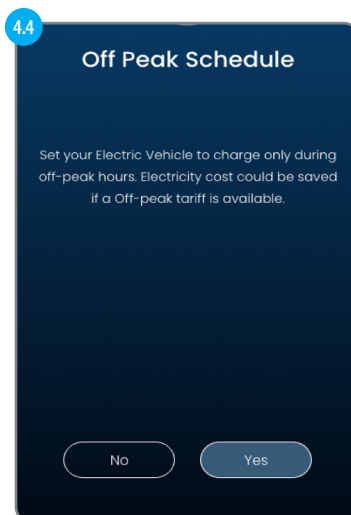 4.4
Off Peak Schedule
Set your Electric Vehicle to charge only during
off-peak hours. Electricity cost could be saved
if a Off-peak tariff is available.
No
Yes